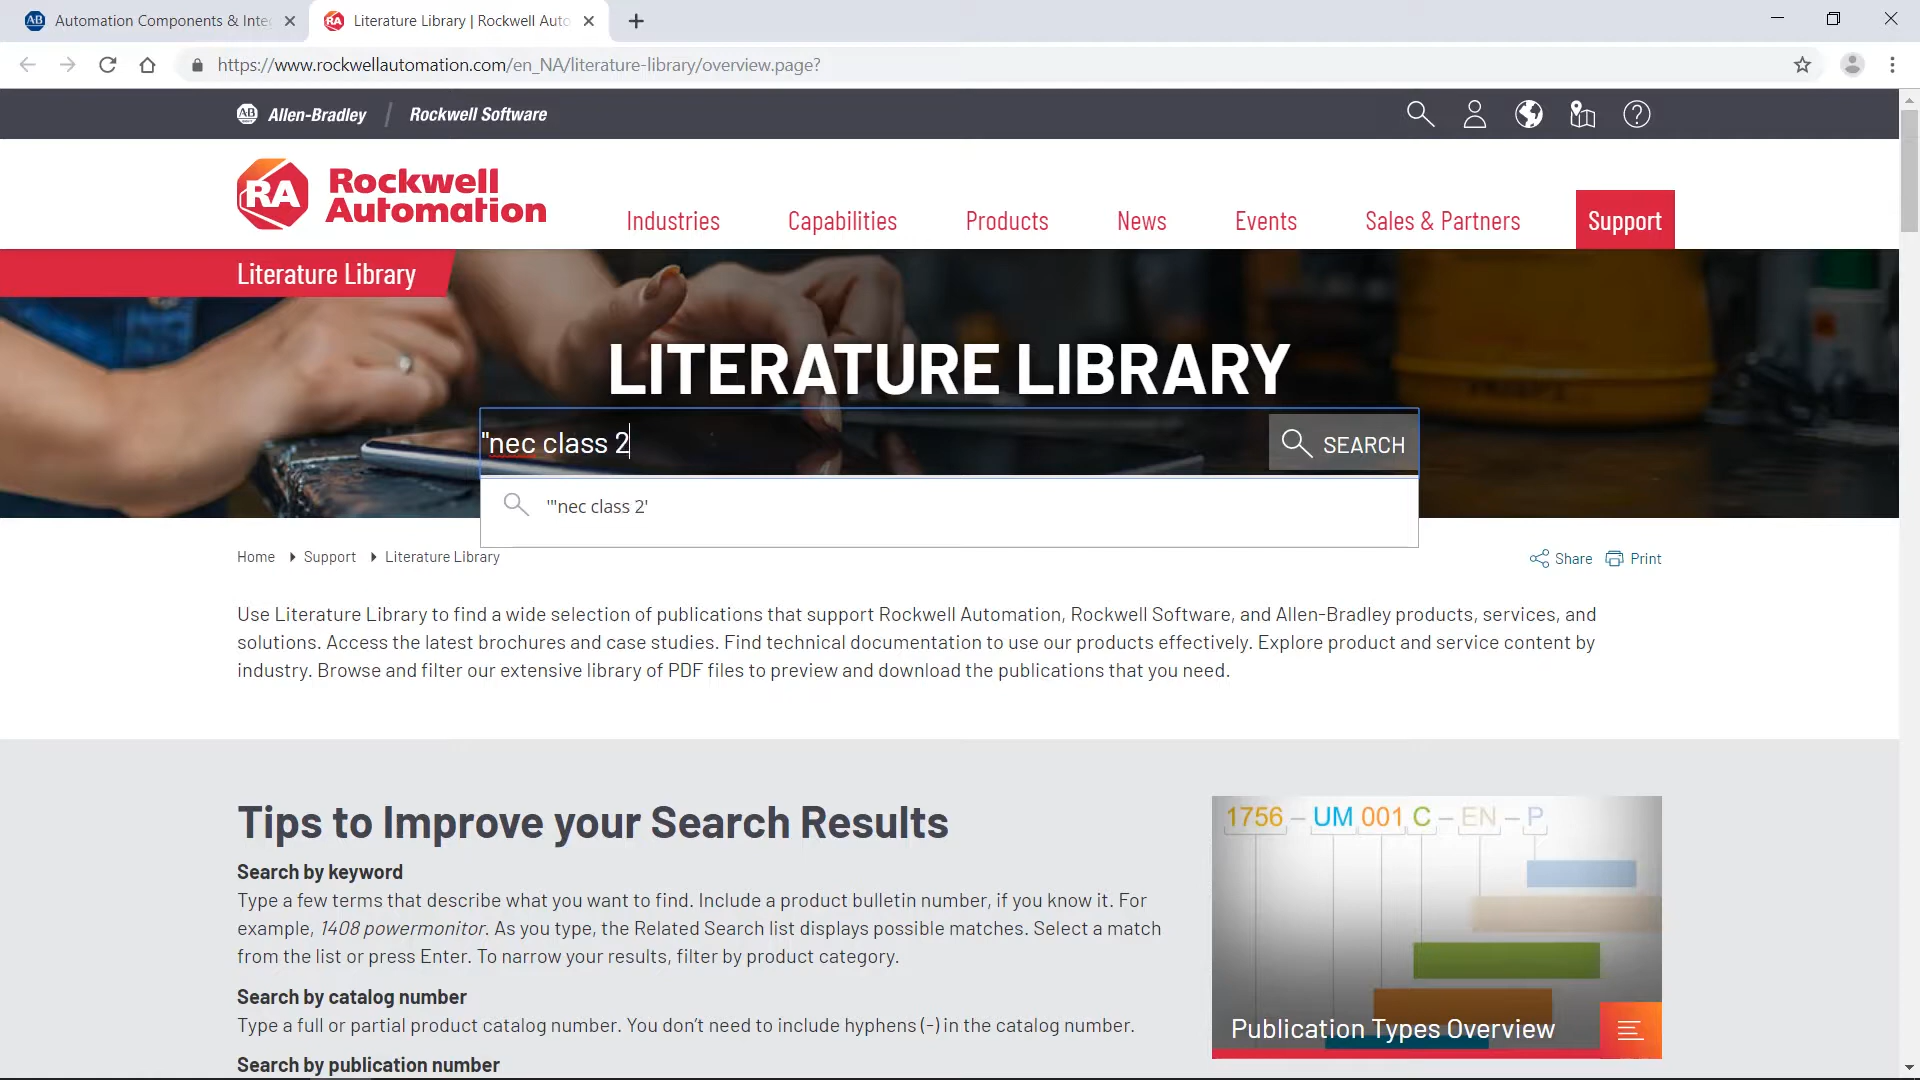 Automation Components & Inte
Literature Library | Rockwell Auto
https://www.rockwellautomation.com/en_NA/literature-library/overview.page?
AB Allen-Bradley / Rockwell Software
RA Rockwell Automation
Industries Capabilities Products News Events Sales & Partners Support
Literature Library
LITERATURE LIBRARY
"nec class 2
SEARCH
'"nec class 2'
Home Support Literature Library
Share Print
Use Literature Library to find a wide selection of publications that support Rockwell Automation, Rockwell Software, and Allen-Bradley products, services, and
solutions. Access the latest brochures and case studies. Find technical documentation to use our products effectively. Explore product and service content by
industry. Browse and filter our extensive library of PDF files to preview and download the publications that you need.
Tips to Improve your Search Results
Search by keyword
Type a few terms that describe what you want to find. Include a product bulletin number, if you know it. For
example, 1408 powermonitor. As you type, the Related Search list displays possible matches. Select a match
from the list or press Enter. To narrow your results, filter by product category.
Search by catalog number
Type a full or partial product catalog number. You don't need to include hyphens (-) in the catalog number.
Search by publication number
1756 – UM 001 C – EN – P
Publication Types Overview